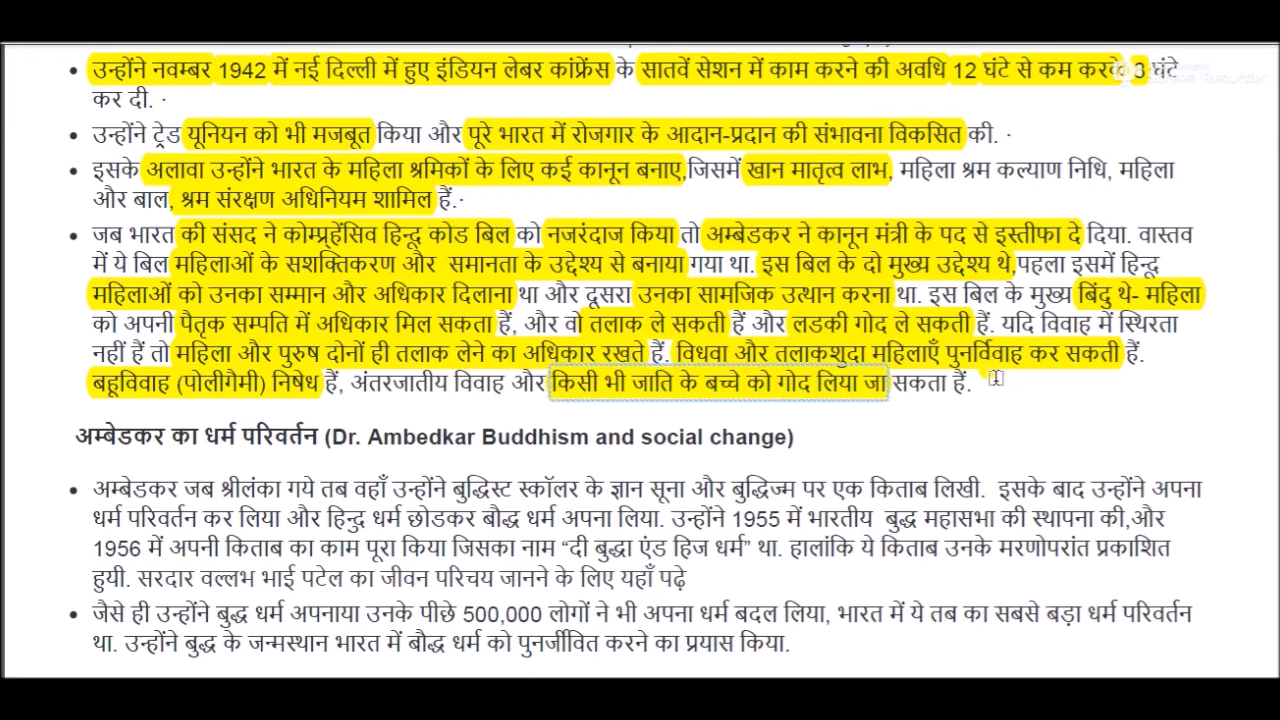 • उन्होंने नवम्बर 1942 में नई दिल्ली में हुए इंडियन लेबर कांफ्रेंस के सातवें सेशन में काम करने की अवधि 12 घंटे से कम करके 8 घंटे
कर दी. ·
• उन्होंने ट्रेड यूनियन को भी मजबूत किया और पूरे भारत में रोजगार के आदान-प्रदान की संभावना विकसित की. ·
• इसके अलावा उन्होंने भारत के महिला श्रमिकों के लिए कई कानून बनाए,जिसमें खान मातृत्व लाभ, महिला श्रम कल्याण निधि, महिला
और बाल, श्रम संरक्षण अधिनियम शामिल हैं.·
• जब भारत की संसद ने कोम्प्र्हेंसिव हिन्दू कोड बिल को नजरंदाज किया तो अम्बेडकर ने कानून मंत्री के पद से इस्तीफा दे दिया. वास्तव
में ये बिल महिलाओं के सशक्तिकरण और समानता के उद्देश्य से बनाया गया था. इस बिल के दो मुख्य उद्देश्य थे,पहला इसमें हिन्दू
महिलाओं को उनका सम्मान और अधिकार दिलाना था और दूसरा उनका सामजिक उत्थान करना था. इस बिल के मुख्य बिंदु थे- महिला
को अपनी पैतृक सम्पति में अधिकार मिल सकता हैं, और वो तलाक ले सकती हैं और लडकी गोद ले सकती हैं. यदि विवाह में स्थिरता
नहीं हैं तो महिला और पुरुष दोनों ही तलाक लेने का अधिकार रखते हैं. विधवा और तलाकशुदा महिलाएँ पुनर्विवाह कर सकती हैं.
बहूविवाह (पोलीगैमी) निषेध हैं, अंतरजातीय विवाह और किसी भी जाति के बच्चे को गोद लिया जा सकता हैं.
अम्बेडकर का धर्म परिवर्तन (Dr. Ambedkar Buddhism and social change)
• अम्बेडकर जब श्रीलंका गये तब वहाँ उन्होंने बुद्धिस्ट स्कॉलर के ज्ञान सूना और बुद्धिज्म पर एक किताब लिखी. इसके बाद उन्होंने अपना
धर्म परिवर्तन कर लिया और हिन्दु धर्म छोडकर बौद्ध धर्म अपना लिया. उन्होंने 1955 में भारतीय बुद्ध महासभा की स्थापना की,और
1956 में अपनी किताब का काम पूरा किया जिसका नाम “दी बुद्धा एंड हिज धर्म” था. हालांकि ये किताब उनके मरणोपरांत प्रकाशित
हुयी. सरदार वल्लभ भाई पटेल का जीवन परिचय जानने के लिए यहाँ पढ़े
• जैसे ही उन्होंने बुद्ध धर्म अपनाया उनके पीछे 500,000 लोगों ने भी अपना धर्म बदल लिया, भारत में ये तब का सबसे बड़ा धर्म परिवर्तन
था. उन्होंने बुद्ध के जन्मस्थान भारत में बौद्ध धर्म को पुनर्जीवित करने का प्रयास किया.